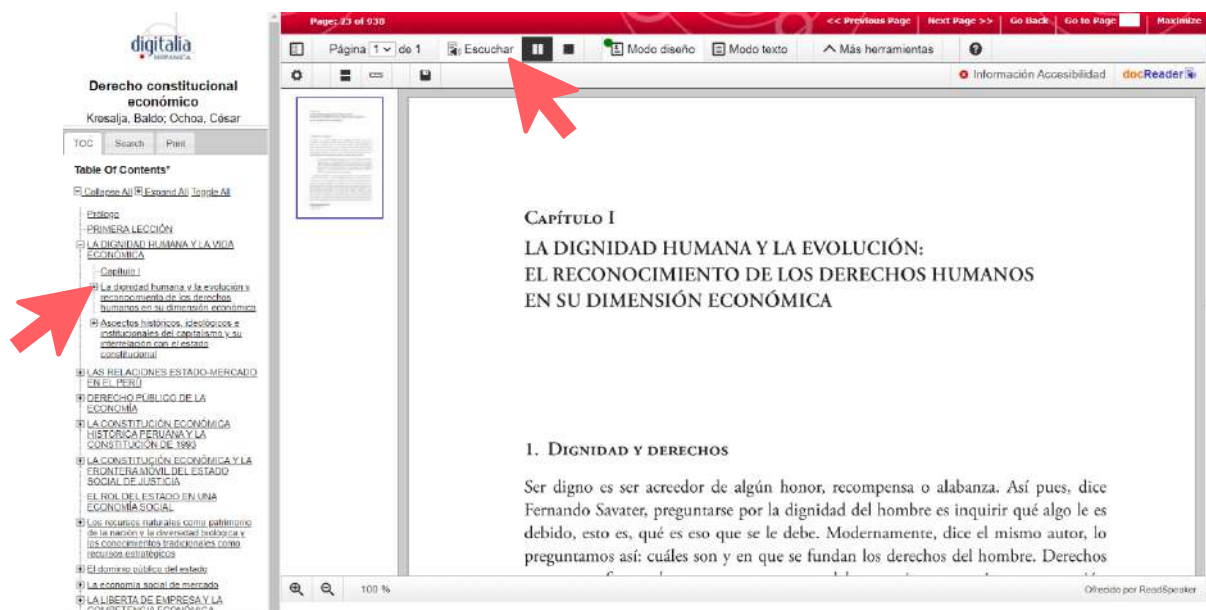 digitalia
HISPANICA
Derecho constitucional
económico
Kresalja, Baldo; Ochoa, César
TOC Search Print
Table Of Contents*
Collapse All Expand All Toggle All
Prólogo
PRIMERA LECCIÓN
LA DIGNIDAD HUMANA Y LA VIDA
ECONÓMICA
Capítulo I
La dignidad humana y la evolución y
reconocimiento de los derechos
humanos en su dimensión económica
Aspectos históricos, ideológicos e
institucionales del capitalismo y su
interrelación con el estado
constitucional
LAS RELACIONES ESTADO-MERCADO
EN EL PERÚ
DERECHO PÚBLICO DE LA
ECONOMÍA
LA CONSTITUCIÓN ECONÓMICA
HISTÓRICA PERUANA Y LA
CONSTITUCIÓN DE 1993
LA CONSTITUCIÓN ECONÓMICA Y LA
FRONTERA MÓVIL DEL ESTADO
SOCIAL DE JUSTICIA
EL ROL DEL ESTADO EN UNA
ECONOMÍA SOCIAL
Los recursos naturales como patrimonio
de la nación y la diversidad biológica y
los conocimientos tradicionales como
recursos estratégicos
El dominio público del estado
La economía social de mercado
LA LIBERTA DE EMPRESA Y LA
COMPETENCIA ECONÓMICA
Page: 23 of 938 << Previous Page Next Page >> Go Back Go to Page Maximize
Página 1 de 1 Escuchar Modo diseño Modo texto Más herramientas
Información Accesibilidad docReader
CAPÍTULO I
LA DIGNIDAD HUMANA Y LA EVOLUCIÓN:
EL RECONOCIMIENTO DE LOS DERECHOS HUMANOS
EN SU DIMENSIÓN ECONÓMICA
1. DIGNIDAD Y DERECHOS
Ser digno es ser acreedor de algún honor, recompensa o alabanza. Así pues, dice
Fernando Savater, preguntarse por la dignidad del hombre es inquirir qué algo le es
debido, esto es, qué es eso que se le debe. Modernamente, dice el mismo autor, lo
preguntamos así: cuáles son y en que se fundan los derechos del hombre. Derechos
100 % Ofrecido por ReadSpeaker